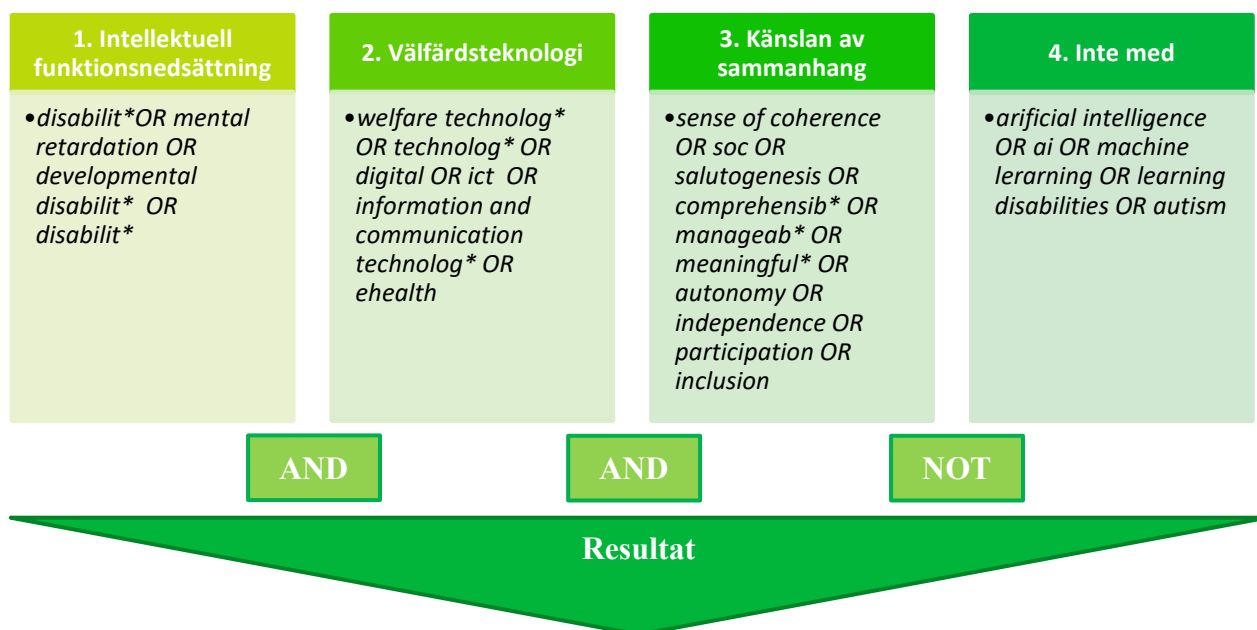 1. Intellektuell
funktionsnedsättning
•disabilit*OR mental
retardation OR
developmental
disabilit* OR
disabilit*
2. Välfärdsteknologi
•welfare technolog*
OR technolog* OR
digital OR ict OR
information and
communication
technolog* OR
ehealth
3. Känslan av
sammanhang
•sense of coherence
OR soc OR
salutogenesis OR
comprehensib* OR
manageab* OR
meaningful* OR
autonomy OR
independence OR
participation OR
inclusion
4. Inte med
•arificial intelligence
OR ai OR machine
lerarning OR learning
disabilities OR autism
AND
AND
NOT
Resultat